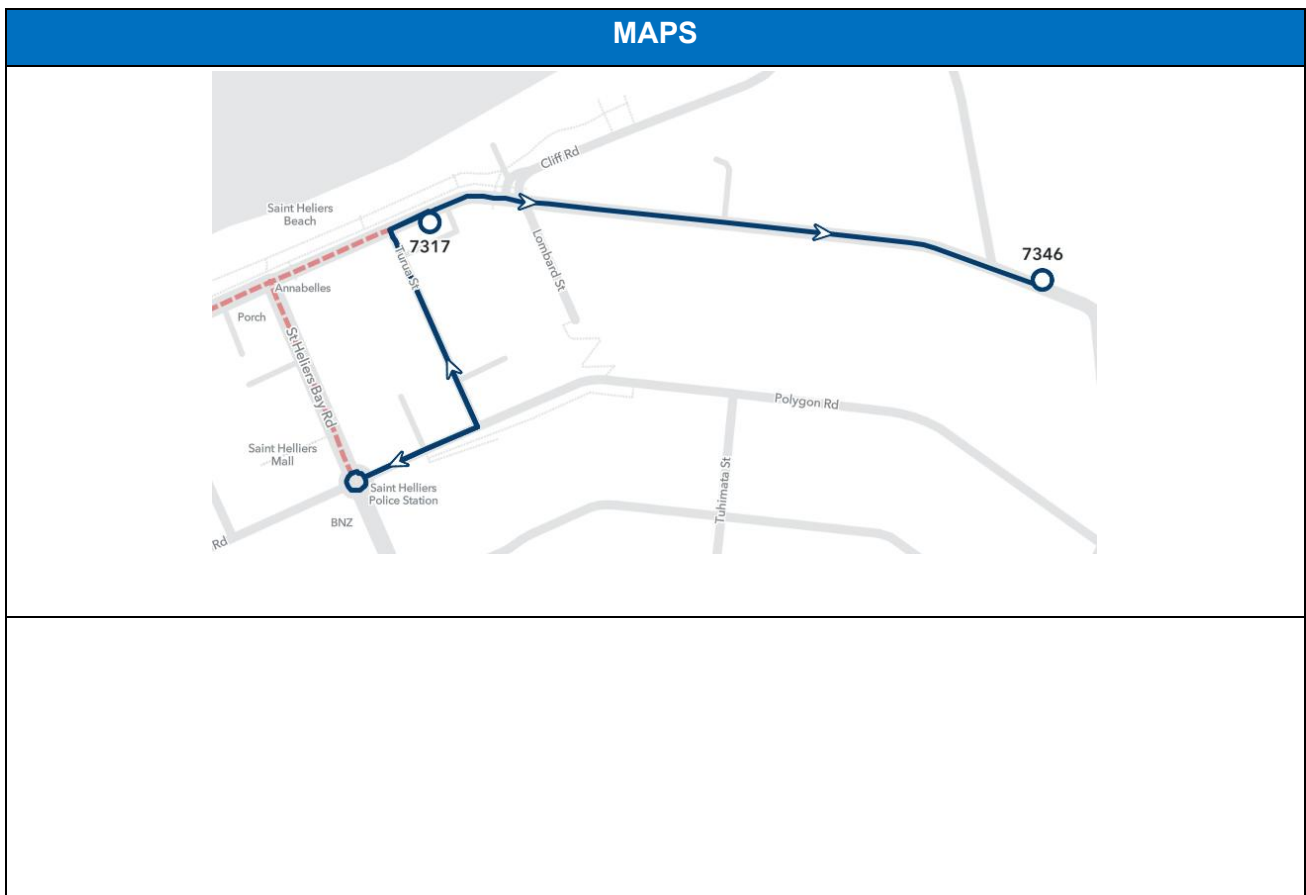 MAPS
Cliff Rd
Saint Heliers
Beach
7317
Lombard St
Turua St
7346
Annabelles
Porch
St Heliers Bay Rd
Polygon Rd
Saint Helliers
Mall
Tuhimata St
Saint Helliers
Police Station
BNZ
Rd